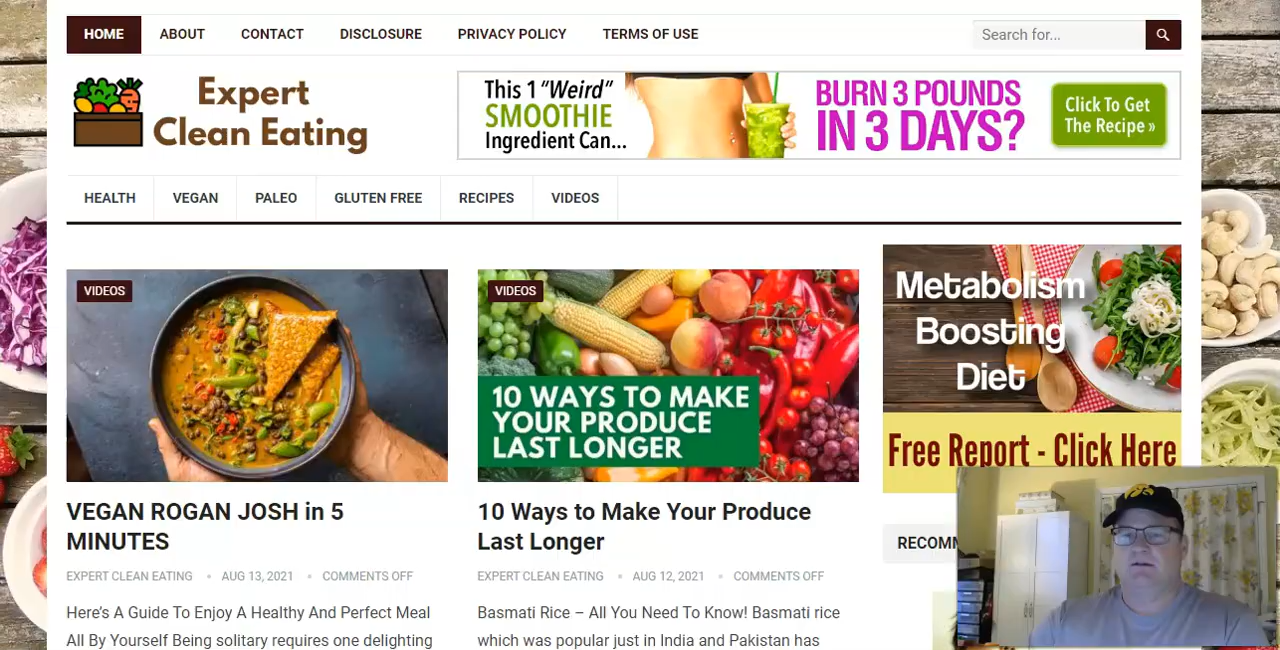 HOME ABOUT CONTACT DISCLOSURE PRIVACY POLICY TERMS OF USE Search for...
Expert
Clean Eating
This 1 "Weird"
SMOOTHIE
Ingredient Can...
BURN 3 POUNDS
IN 3 DAYS?
Click To Get
The Recipe »
HEALTH VEGAN PALEO GLUTEN FREE RECIPES VIDEOS
VIDEOS
VEGAN ROGAN JOSH in 5
MINUTES
EXPERT CLEAN EATING • AUG 13, 2021 • COMMENTS OFF
Here's A Guide To Enjoy A Healthy And Perfect Meal
All By Yourself Being solitary requires one delighting
VIDEOS
10 WAYS TO MAKE
YOUR PRODUCE
LAST LONGER
10 Ways to Make Your Produce
Last Longer
EXPERT CLEAN EATING • AUG 12, 2021 • COMMENTS OFF
Basmati Rice – All You Need To Know! Basmati rice
which was popular just in India and Pakistan has
Metabolism
Boosting
Diet
Free Report - Click Here